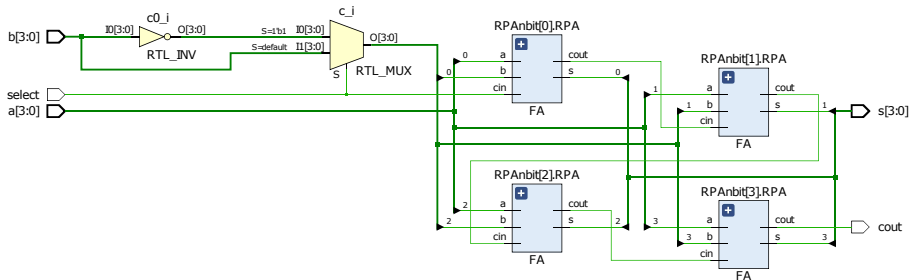 c0_i
I0[3:0]
O[3:0]
RTL_INV
c_i
S=1'b1
I0[3:0]
S=default
I1[3:0]
O[3:0]
S
RTL_MUX
b[3:0]
select
a[3:0]
RPAnbit[0].RPA
0
a
cout
0
b
s
0
cin
FA
RPAnbit[1].RPA
1
a
cout
1
b
s
1
cin
FA
s[3:0]
RPAnbit[2].RPA
2
a
cout
2
b
s
2
cin
FA
RPAnbit[3].RPA
3
a
cout
3
b
s
3
cin
FA
cout